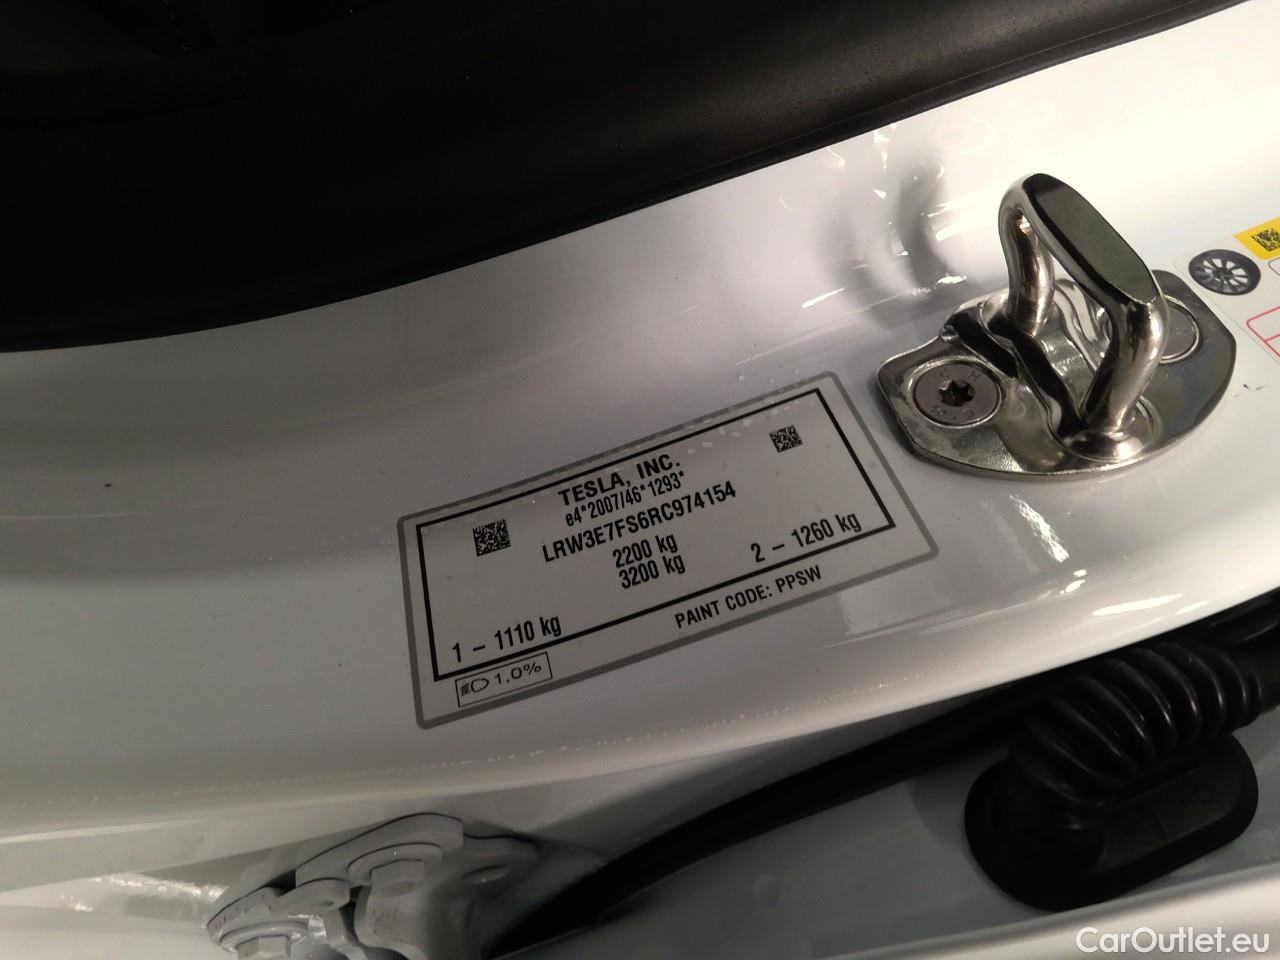 TESLA, INC.
e4*2007/46*1293*
LRW3E7FS6RC974154
2200 kg
3200 kg
1 – 1110 kg
2 – 1260 kg
1,0%
PAINT CODE: PPSW
CarOutlet.eu